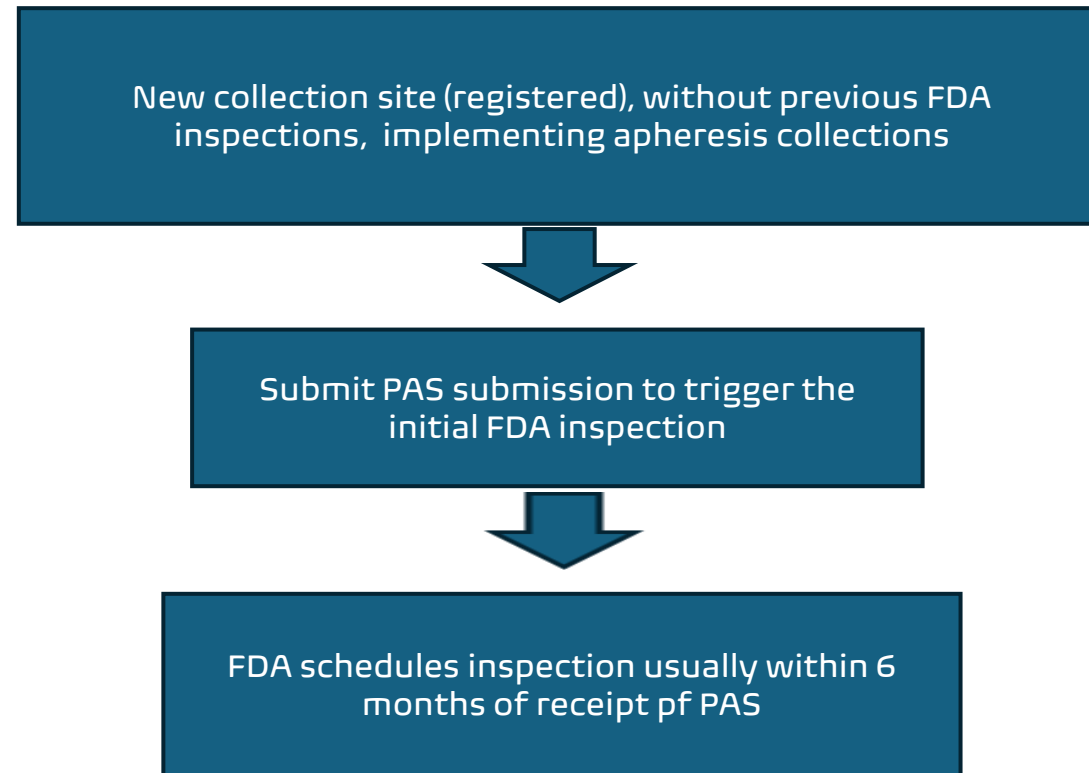 New collection site (registered), without previous FDA
inspections, implementing apheresis collections
Submit PAS submission to trigger the
initial FDA inspection
FDA schedules inspection usually within 6
months of receipt pf PAS